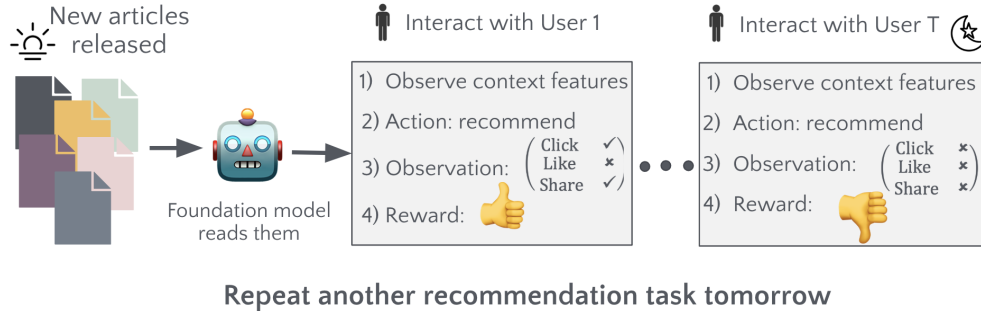 New articles
released
Foundation model
reads them
Interact with User 1
1) Observe context features
2) Action: recommend
3) Observation:
Click ✓
Like ✗
Share ✓
4) Reward:
Interact with User T
1) Observe context features
2) Action: recommend
3) Observation:
Click ✗
Like ✗
Share ✗
4) Reward:
Repeat another recommendation task tomorrow